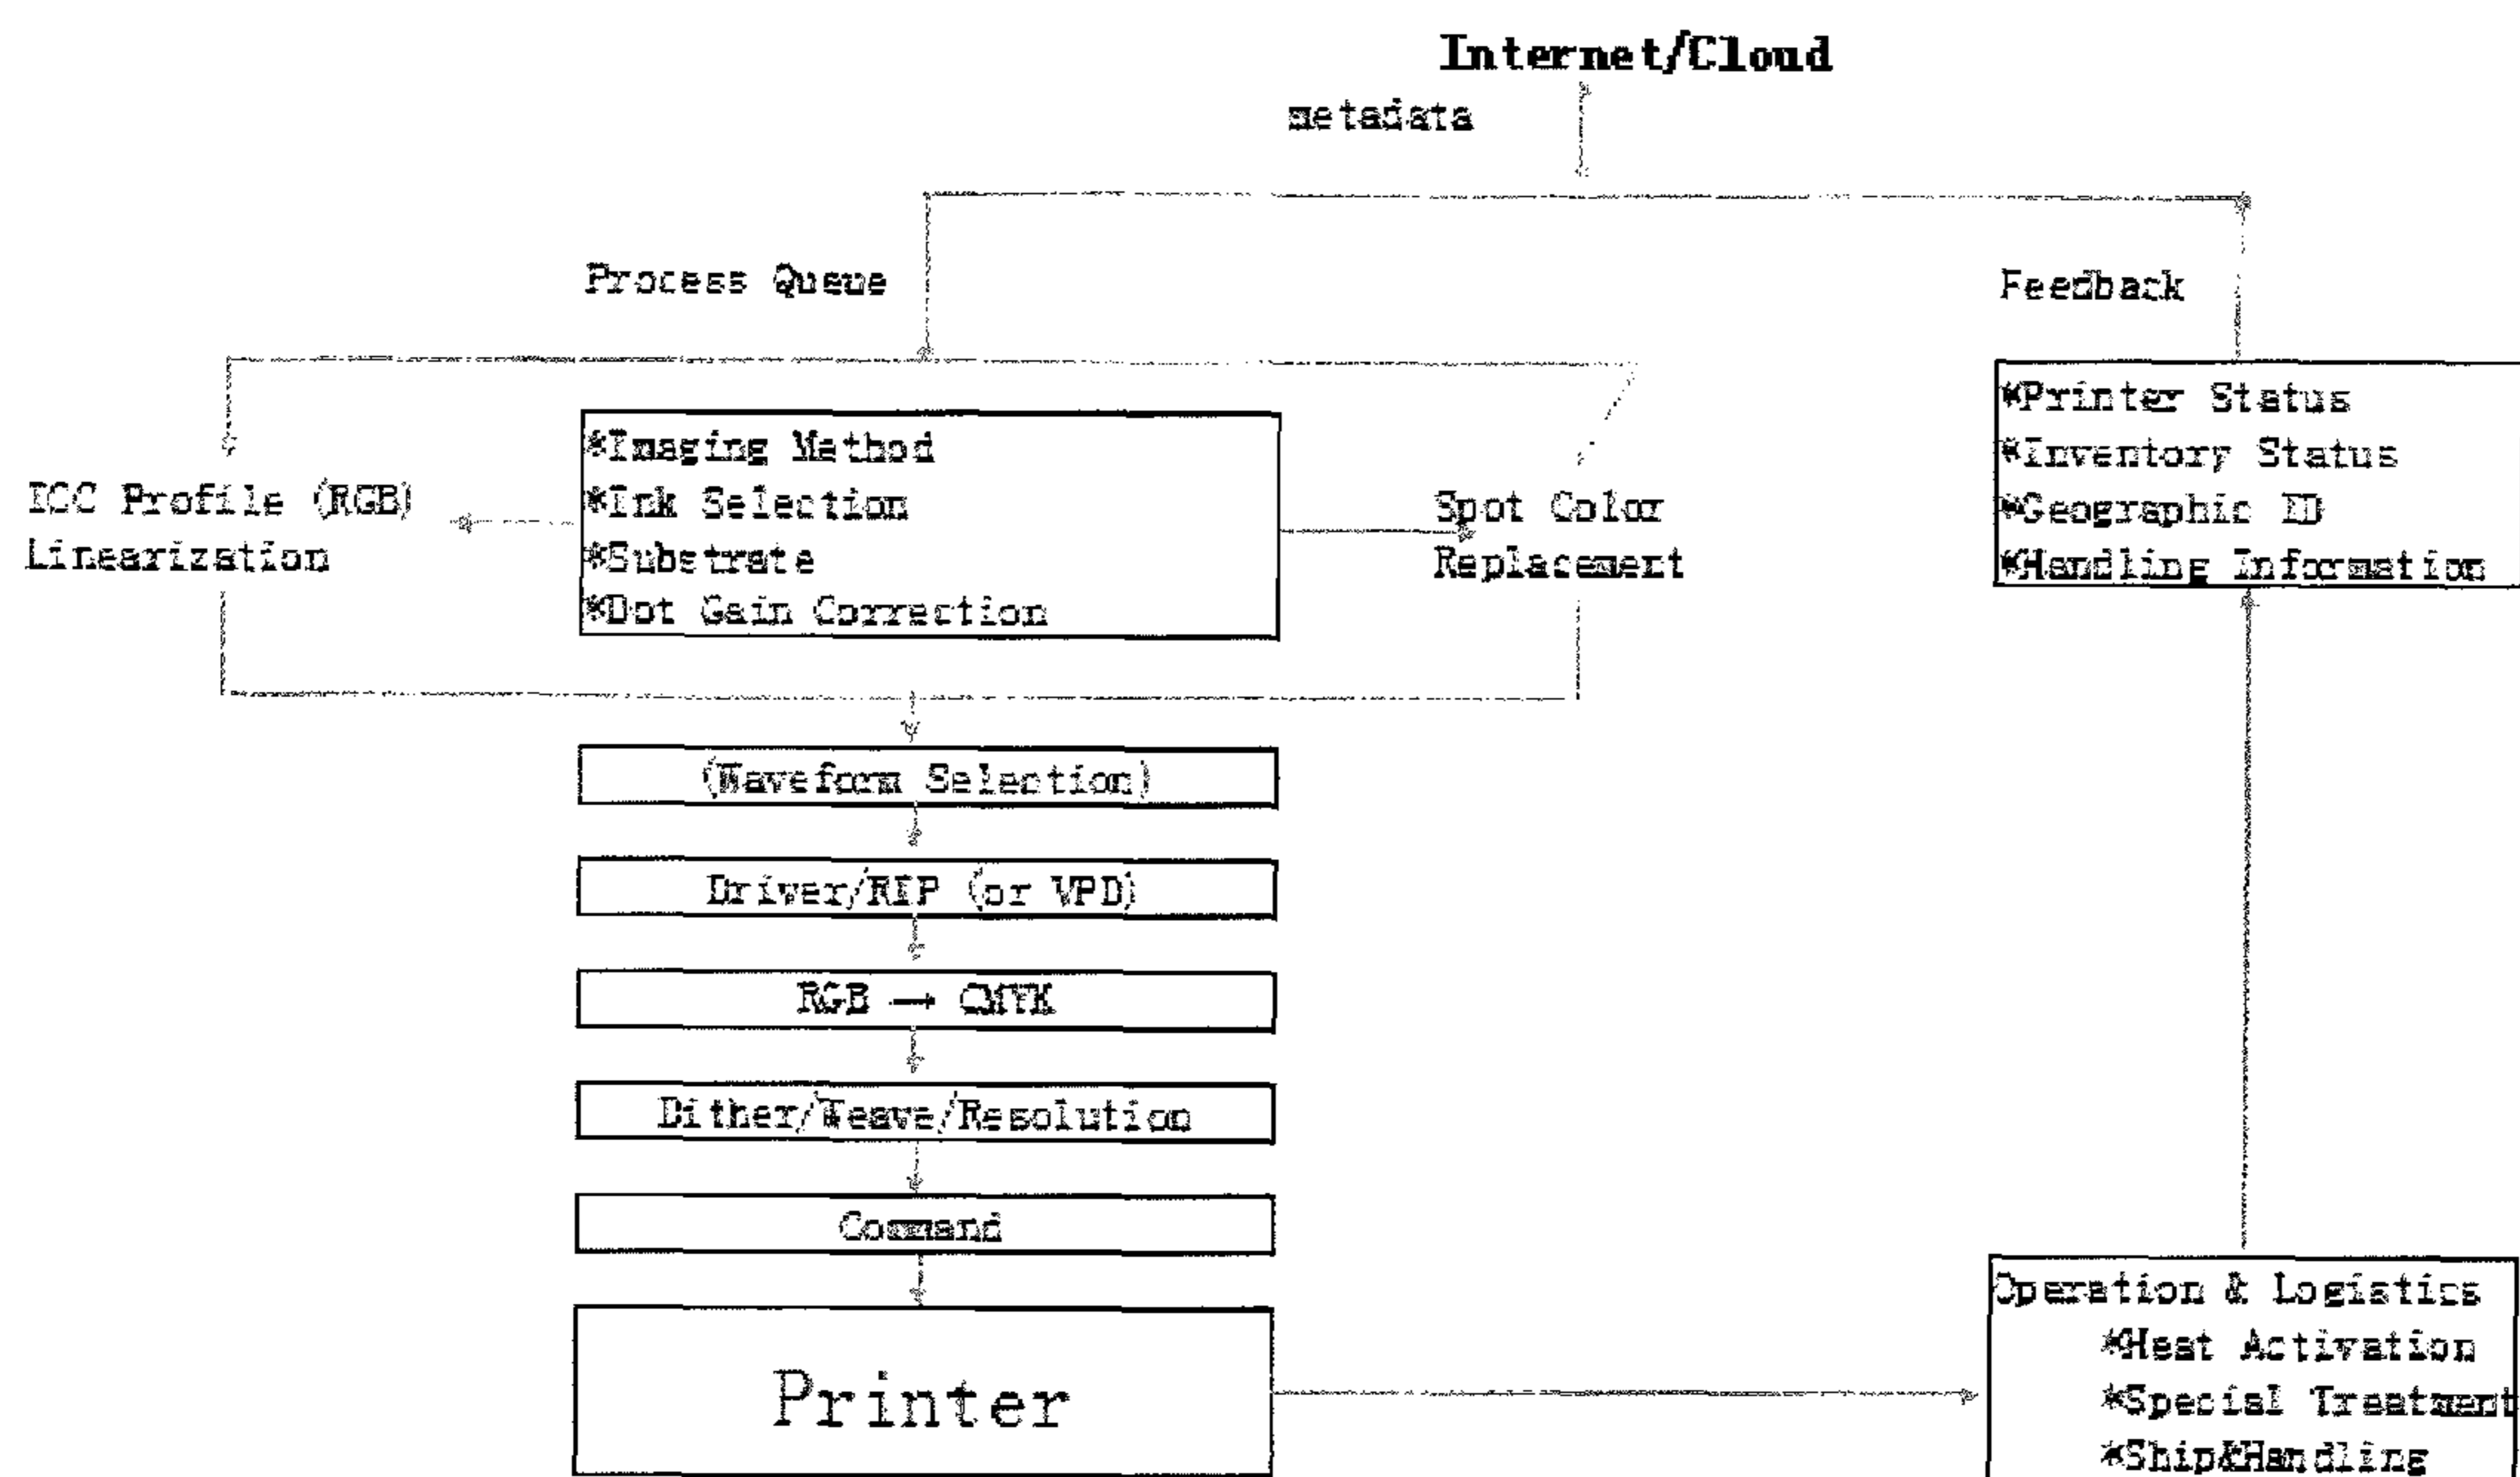 Internet/Cloud
metadata
Process Queue
Feedback
*Imaging Method
*Ink Selection
*Substrate
*Dot Gain Correction
ICC Profile (RGB)
Linearization
Spot Color
Replacement
*Printer Status
*Inventory Status
*Geographic ID
*Handling Information
(Waveform Selection)
Driver/RIP (or VPD)
RGB → CMYK
Dither/Weave/Resolution
Command
Printer
Operation & Logistics
*Heat Activation
*Special Treatment
*Ship&Handling